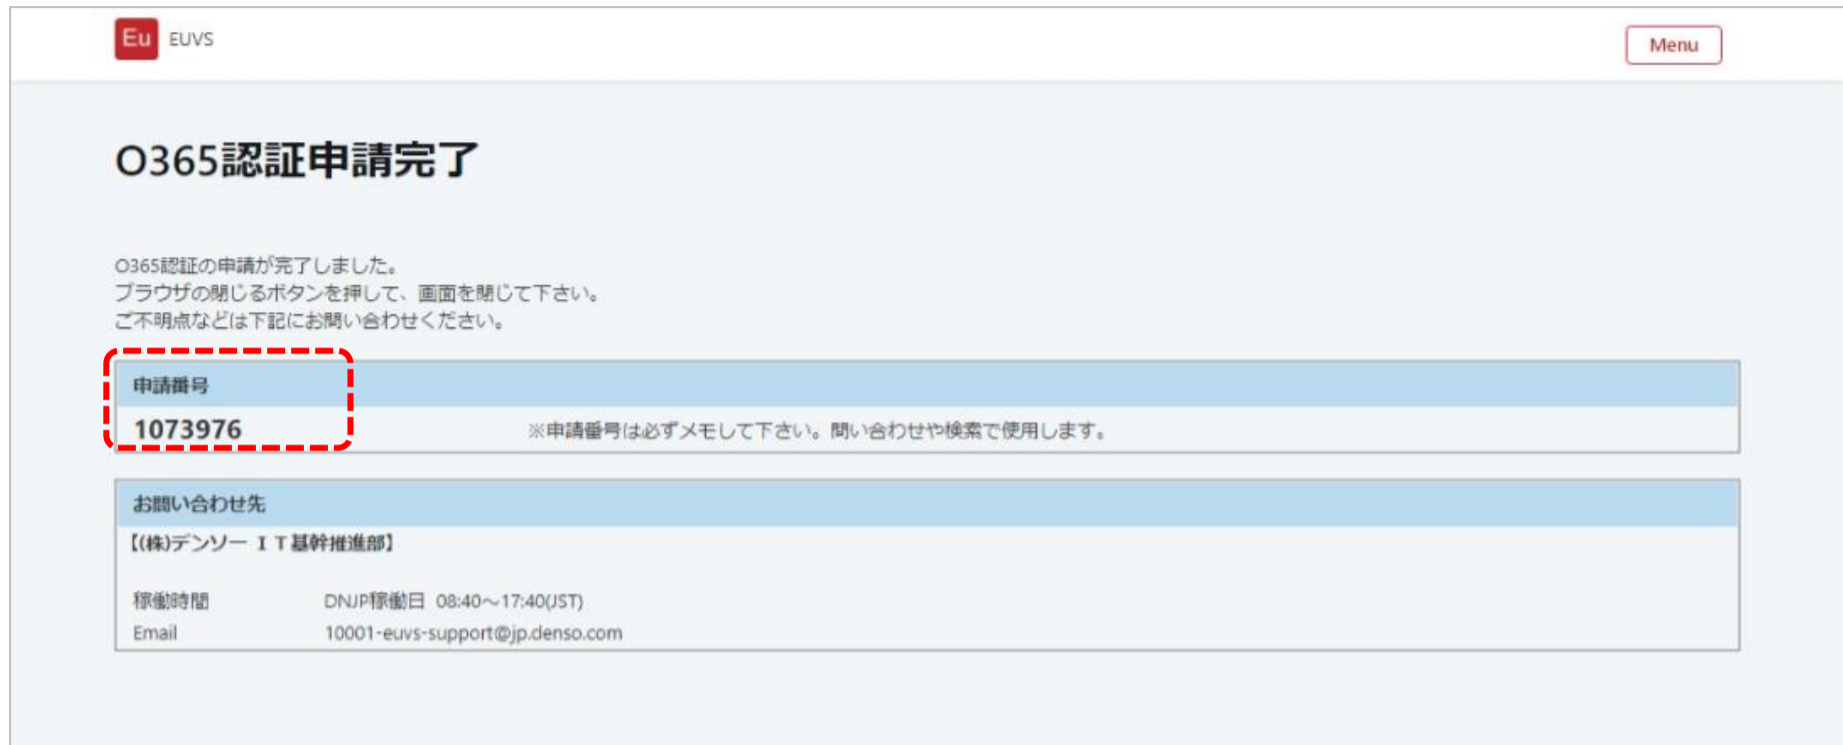 Eu EUVS
Menu
O365認証申請完了
O365認証の申請が完了しました。
ブラウザの閉じるボタンを押して、画面を閉じて下さい。
ご不明点などは下記にお問い合わせください。
申請番号
1073976 ※申請番号は必ずメモして下さい。問い合わせや検索で使用します。
お問い合わせ先
【(株)デンソー ＩＴ基幹推進部】
稼働時間 DNJP稼働日 08:40～17:40(JST)
Email 10001-euvs-support@jp.denso.com